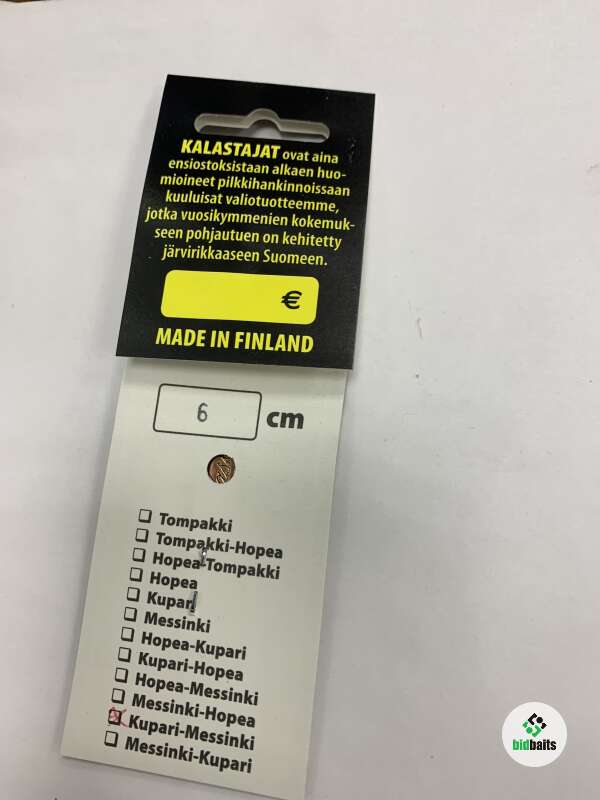 KALASTAJAT ovat aina
ensiostoksistaan alkaen huo-
mioineet pilkkihankinnoissaan
kuuluisat valiotuotteemme,
jotka vuosikymmenien kokemuk-
seen pohjautuen on kehitetty
järvirikkaaseen Suomeen.
€
MADE IN FINLAND
6 cm
Tompakki
Tompakki-Hopea
Hopea-Tompakki
Hopea
Kupari
Messinki
Hopea-Kupari
Kupari-Hopea
Hopea-Messinki
Messinki-Hopea
Kupari-Messinki
Messinki-Kupari
bidbaits